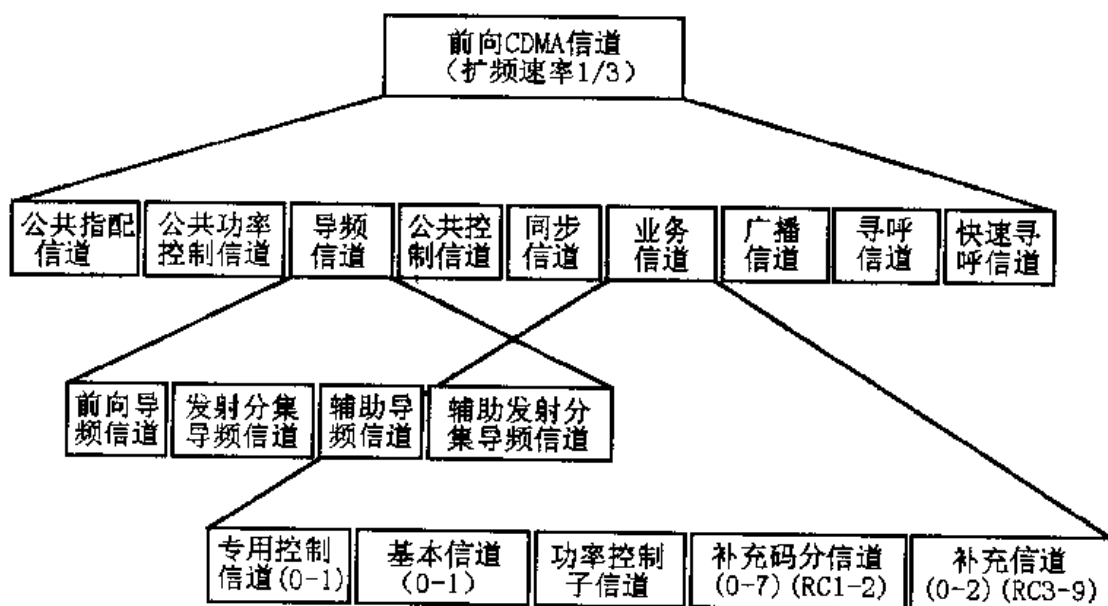 前向CDMA信道
（扩频速率1/3）
公共指配
信道
公共功率
控制信道
导频
信道
公共控
制信道
同步
信道
业务
信道
广播
信道
寻呼
信道
快速寻
呼信道
前向导
频信道
发射分集
导频信道
辅助导
频信道
辅助发射分
集导频信道
专用控制
信道(0-1)
基本信道
(0-1)
功率控制
子信道
补充码分信道
(0-7)(RC1-2)
补充信道
(0-2)(RC3-9)